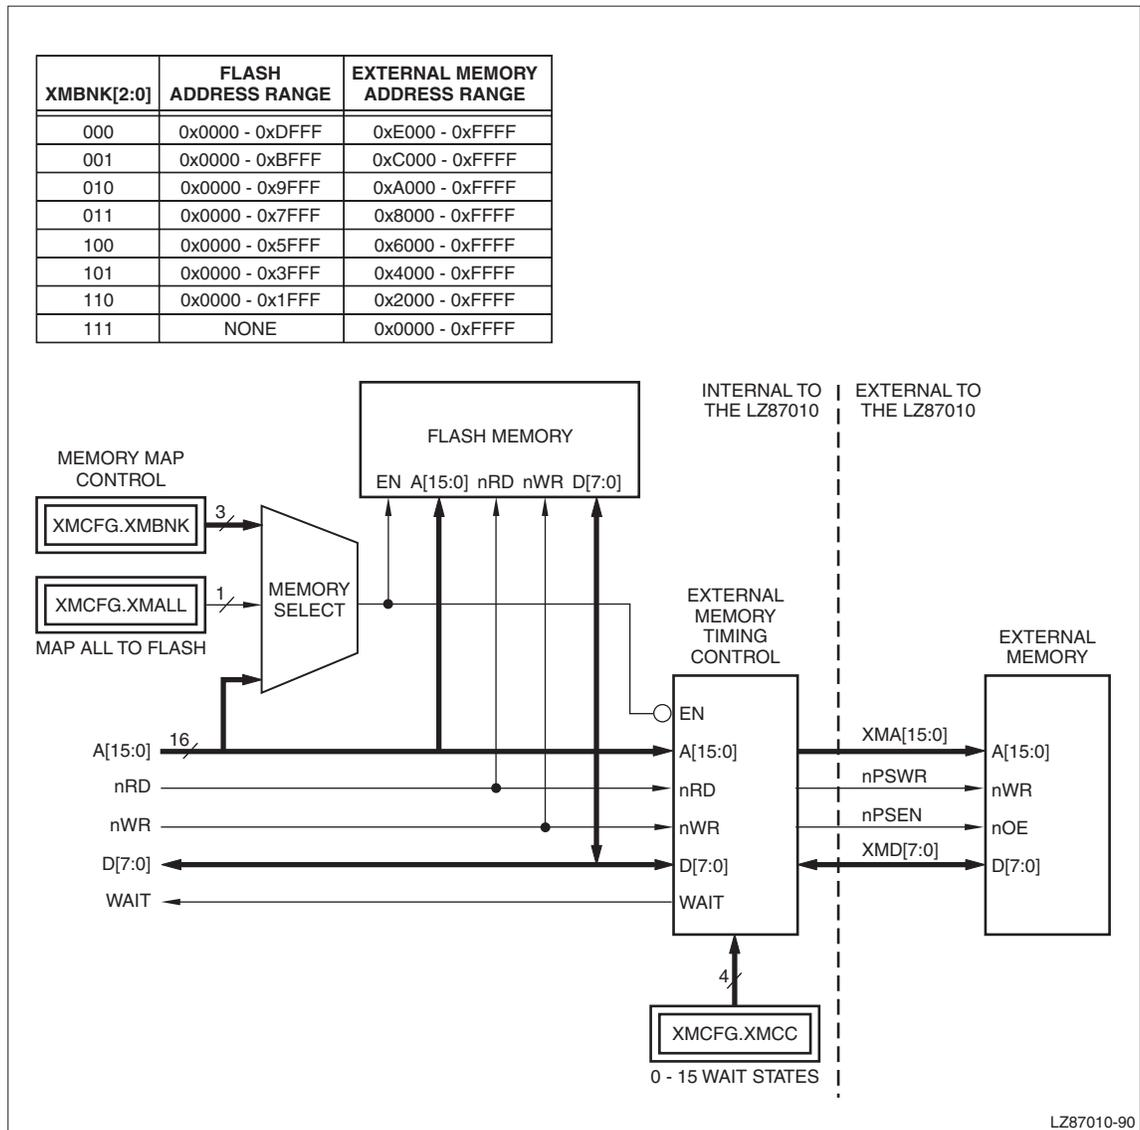 XMBNK[2:0] FLASH ADDRESS RANGE EXTERNAL MEMORY ADDRESS RANGE
000 0x0000 - 0xDFFF 0xE000 - 0xFFFF
001 0x0000 - 0xBFFF 0xC000 - 0xFFFF
010 0x0000 - 0x9FFF 0xA000 - 0xFFFF
011 0x0000 - 0x7FFF 0x8000 - 0xFFFF
100 0x0000 - 0x5FFF 0x6000 - 0xFFFF
101 0x0000 - 0x3FFF 0x4000 - 0xFFFF
110 0x0000 - 0x1FFF 0x2000 - 0xFFFF
111 NONE 0x0000 - 0xFFFF
INTERNAL TO
THE LZ87010
EXTERNAL TO
THE LZ87010
FLASH MEMORY
EN A[15:0] nRD nWR D[7:0]
MEMORY MAP
CONTROL
XMCFG.XMBNK
3
XMCFG.XMALL
1
MAP ALL TO FLASH
MEMORY
SELECT
EXTERNAL
MEMORY
TIMING
CONTROL
EXTERNAL
MEMORY
EN
A[15:0] 16 A[15:0] XMA[15:0] A[15:0]
nRD nRD nPSWR nWR
nWR nWR nPSEN nOE
D[7:0] D[7:0] XMD[7:0] D[7:0]
WAIT WAIT
4
XMCFG.XMCC
0 - 15 WAIT STATES
LZ87010-90